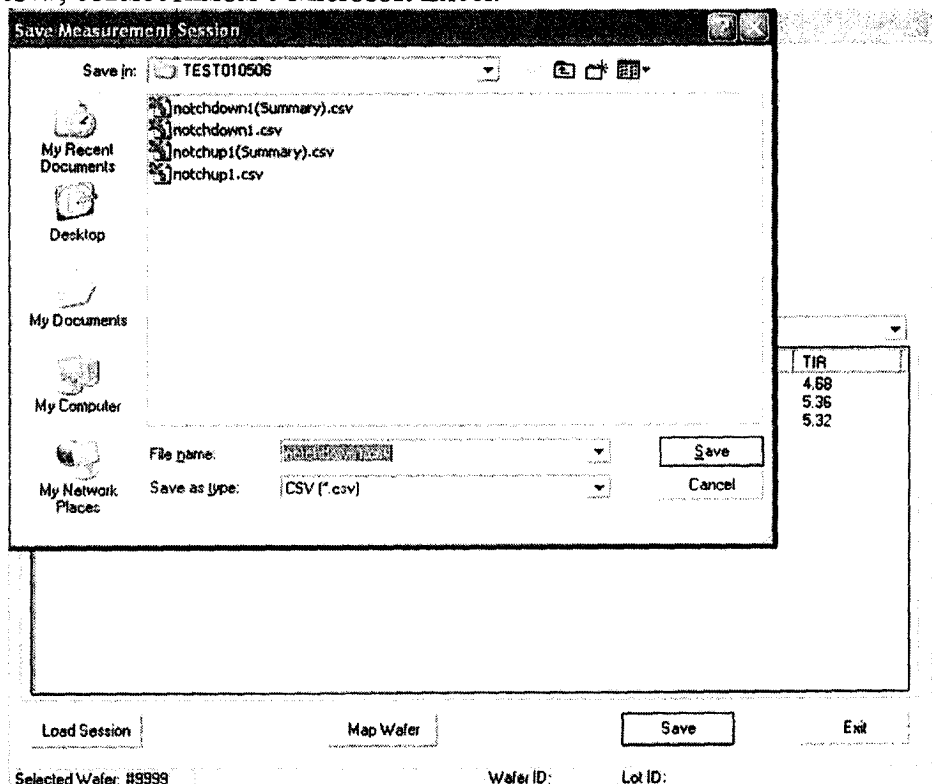 Save Measurement Session
Save in: TEST010506
notchdown1(Summary).csv
notchdown1.csv
notchup1(Summary).csv
notchup1.csv
My Recent
Documents
Desktop
My Documents
My Computer
My Network
Places
File name:
Save
Save as type: CSV (*.csv)
Cancel
TIR
4.68
5.36
5.32
Load Session
Map Wafer
Save
Exit
Selected Wafer: #9999
Wafer ID:
Lot ID: